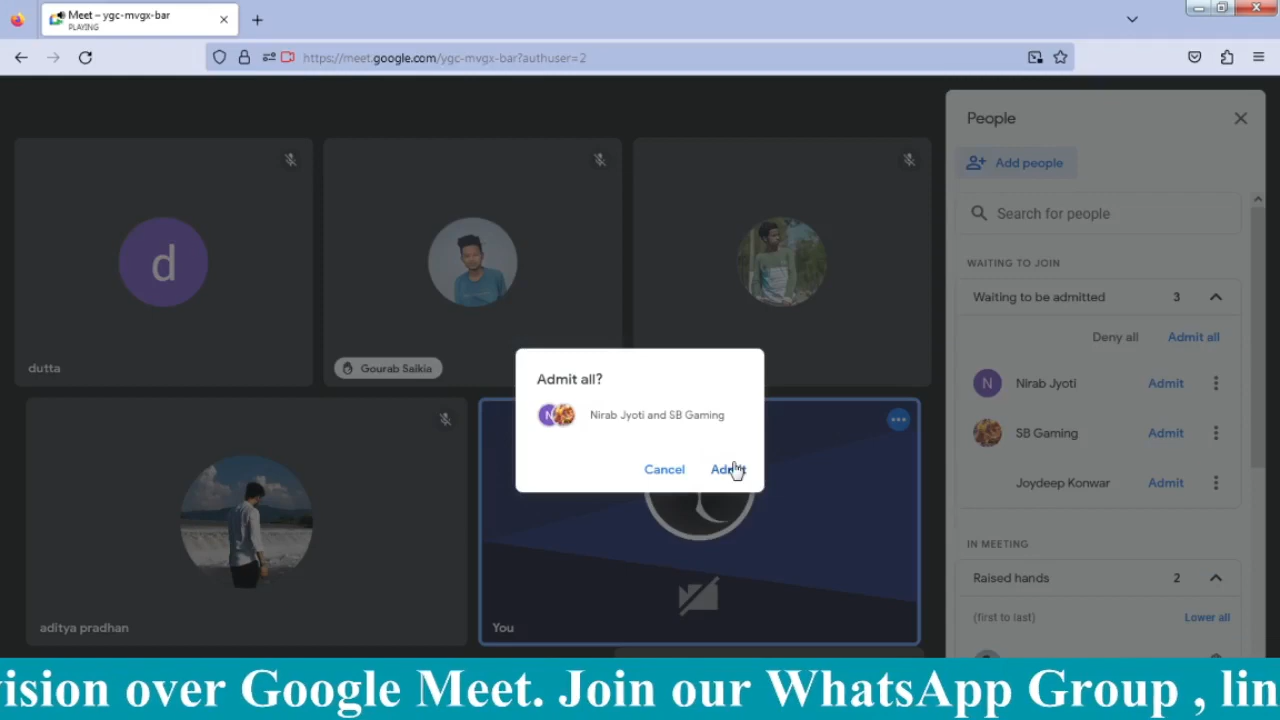 Meet – ygc-mvgx-bar
PLAYING
https://meet.google.com/ygc-mvgx-bar?authuser=2
People
Add people
Search for people
WAITING TO JOIN
Waiting to be admitted 3
Deny all Admit all
N Nirab Jyoti Admit
SB Gaming Admit
Joydeep Konwar Admit
IN MEETING
Raised hands 2
(first to last) Lower all
d
dutta
Gourab Saikia
aditya pradhan
You
Admit all?
N Nirab Jyoti and SB Gaming
Cancel Admit
vision over Google Meet. Join our WhatsApp Group , lin